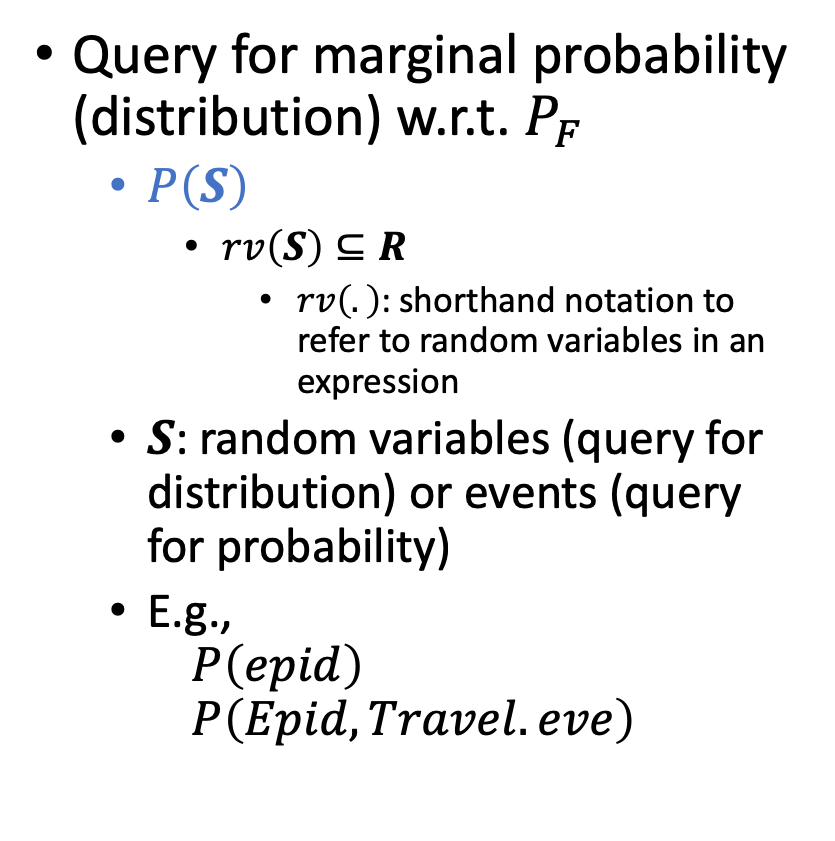 • Query for marginal probability
(distribution) w.r.t. P_F
• P(S)
• rv(S) ⊆ R
• rv(.): shorthand notation to
refer to random variables in an
expression
• S: random variables (query for
distribution) or events (query
for probability)
• E.g.,
P(epid)
P(Epid, Travel.eve)